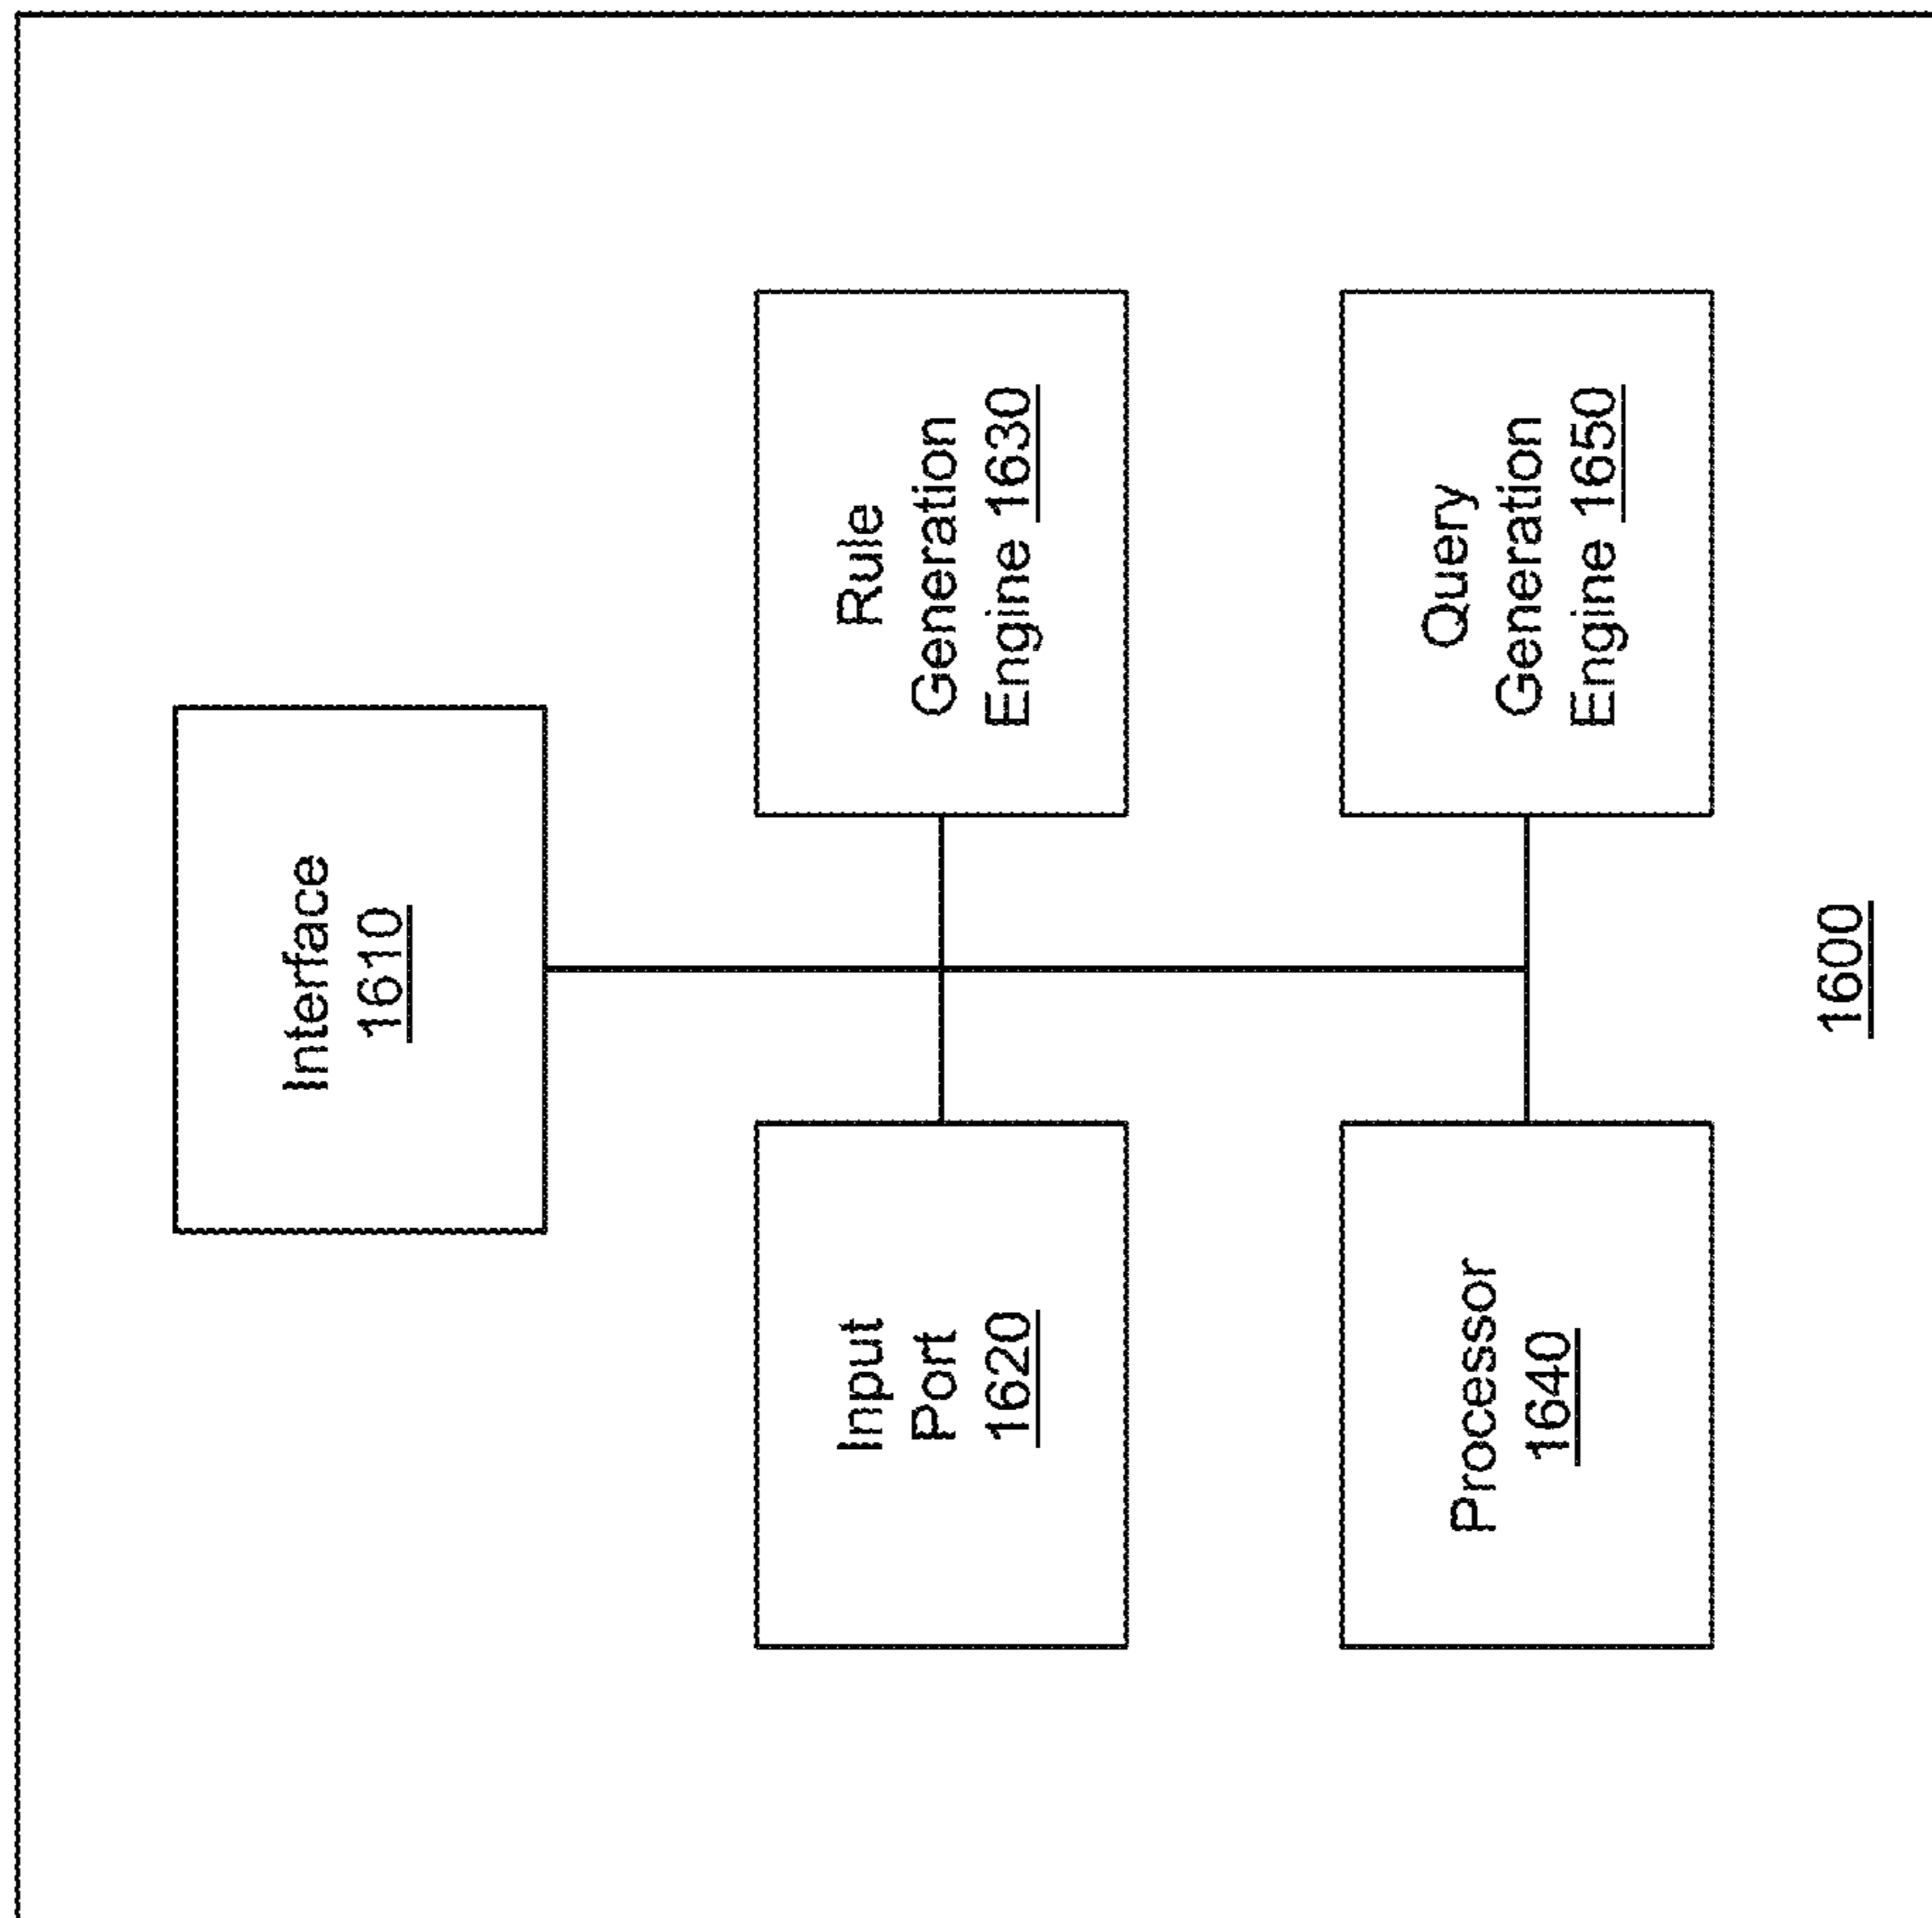 Interface
1610
Input
Port
1620
Rule
Generation
Engine 1630
Processor
1640
Query
Generation
Engine 1650
1600